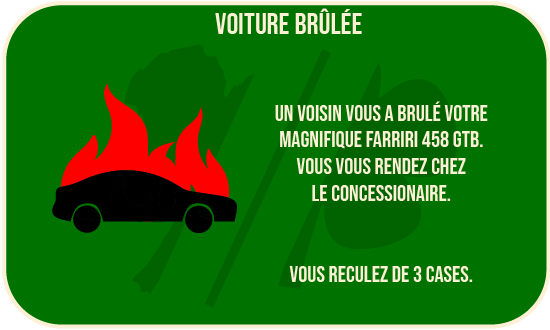 VOITURE BRÛLÉE
UN VOISIN VOUS A BRULÉ VOTRE
MAGNIFIQUE FARRIRI 458 GTB.
VOUS VOUS RENDEZ CHEZ
LE CONCESSIONAIRE.
VOUS RECULEZ DE 3 CASES.